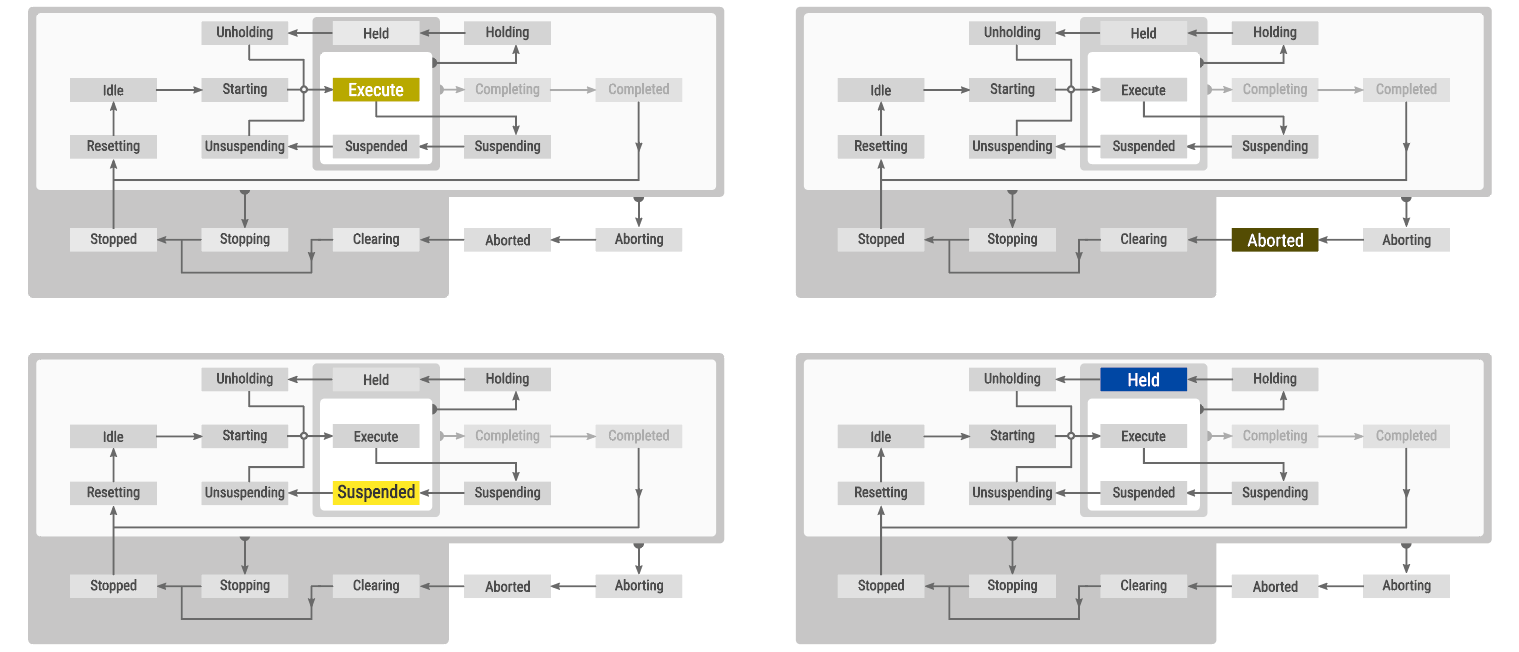 Unholding Held Holding
Idle Starting Execute Completing Completed
Resetting Unsuspending Suspended Suspending
Stopped Stopping Clearing Aborted Aborting
Unholding Held Holding
Idle Starting Execute Completing Completed
Resetting Unsuspending Suspended Suspending
Stopped Stopping Clearing Aborted Aborting
Unholding Held Holding
Idle Starting Execute Completing Completed
Resetting Unsuspending Suspended Suspending
Stopped Stopping Clearing Aborted Aborting
Unholding Held Holding
Idle Starting Execute Completing Completed
Resetting Unsuspending Suspended Suspending
Stopped Stopping Clearing Aborted Aborting